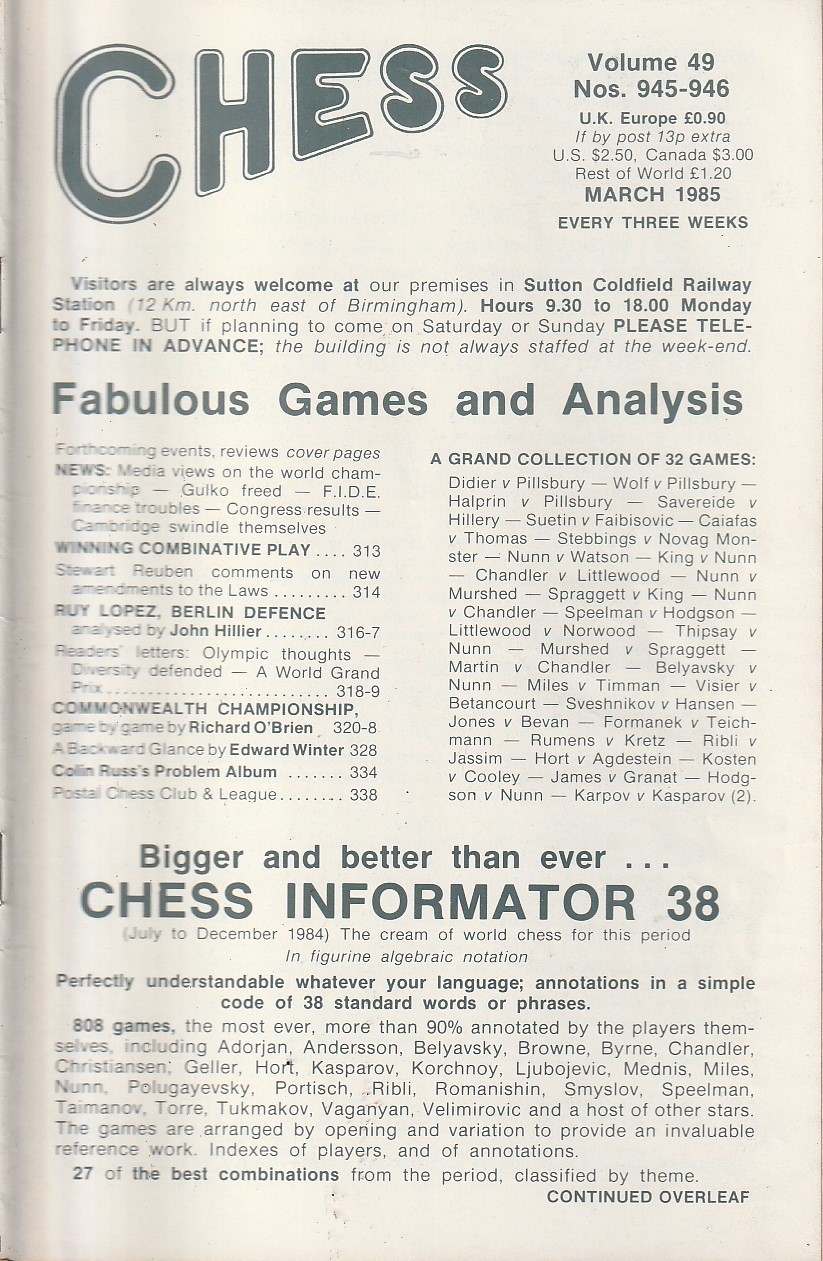 CHESS
Volume 49
Nos. 945-946
U.K. Europe £0.90
If by post 13p extra
U.S. $2.50, Canada $3.00
Rest of World £1.20
MARCH 1985
EVERY THREE WEEKS
Visitors are always welcome at our premises in Sutton Coldfield Railway
Station (12 Km. north east of Birmingham). Hours 9.30 to 18.00 Monday
to Friday. BUT if planning to come on Saturday or Sunday PLEASE TELE-
PHONE IN ADVANCE; the building is not always staffed at the week-end.
Fabulous Games and Analysis
Forthcoming events, reviews cover pages
NEWS: Media views on the world cham-
pionship — Gulko freed — F.I.D.E.
finance troubles — Congress results —
Cambridge swindle themselves
WINNING COMBINATIVE PLAY .... 313
Stewart Reuben comments on new
amendments to the Laws ......... 314
RUY LOPEZ, BERLIN DEFENCE
analysed by John Hillier ........ 316-7
Readers' letters: Olympic thoughts —
Diversity defended — A World Grand
Prix ............................ 318-9
COMMONWEALTH CHAMPIONSHIP,
game by game by Richard O'Brien 320-8
A Backward Glance by Edward Winter 328
Colin Russ's Problem Album ....... 334
Postal Chess Club & League ........ 338
A GRAND COLLECTION OF 32 GAMES:
Didier v Pillsbury — Wolf v Pillsbury —
Halprin v Pillsbury — Savereide v
Hillery — Suetin v Faibisovic — Caiafas
v Thomas — Stebbings v Novag Mon-
ster — Nunn v Watson — King v Nunn
— Chandler v Littlewood — Nunn v
Murshed — Spraggett v King — Nunn
v Chandler — Speelman v Hodgson —
Littlewood v Norwood — Thipsay v
Nunn — Murshed v Spraggett —
Martin v Chandler — Belyavsky v
Nunn — Miles v Timman — Visier v
Betancourt — Sveshnikov v Hansen —
Jones v Bevan — Formanek v Teich-
mann — Rumens v Kretz — Ribli v
Jassim — Hort v Agdestein — Kosten
v Cooley — James v Granat — Hodg-
son v Nunn — Karpov v Kasparov (2).
Bigger and better than ever . . .
CHESS INFORMATOR 38
(July to December 1984) The cream of world chess for this period
In figurine algebraic notation
Perfectly understandable whatever your language; annotations in a simple
code of 38 standard words or phrases.
808 games, the most ever, more than 90% annotated by the players them-
selves, including Adorjan, Andersson, Belyavsky, Browne, Byrne, Chandler,
Christiansen, Geller, Hort, Kasparov, Korchnoy, Ljubojevic, Mednis, Miles,
Nunn, Polugayevsky, Portisch, Ribli, Romanishin, Smyslov, Speelman,
Taimanov, Torre, Tukmakov, Vaganyan, Velimirovic and a host of other stars.
The games are arranged by opening and variation to provide an invaluable
reference work. Indexes of players, and of annotations.
27 of the best combinations from the period, classified by theme.
CONTINUED OVERLEAF